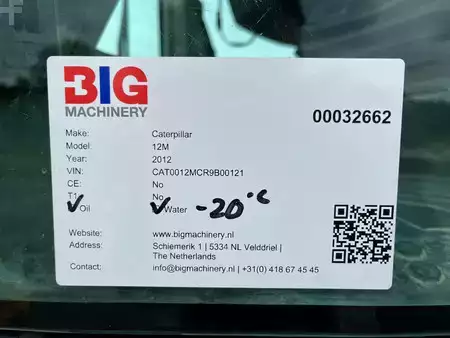 BIG
MACHINERY
00032662
Make: Caterpillar
Model: 12M
Year: 2012
VIN: CAT0012MCR9B00121
CE: No
T1: No
✓ Oil ✓ Water -20°C
Website: www.bigmachinery.nl
Address: Schiemerik 1 | 5334 NL Velddriel |
The Netherlands
Contact: info@bigmachinery.nl | +31(0) 418 67 45 45